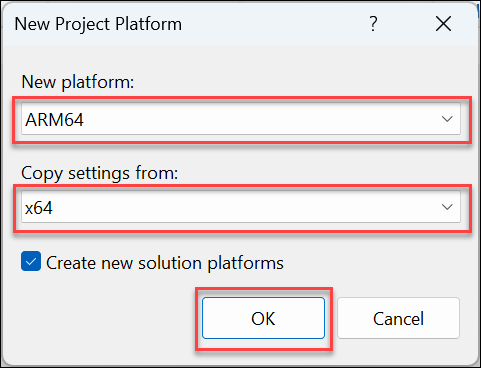 New Project Platform
New platform:
ARM64
Copy settings from:
x64
Create new solution platforms
OK Cancel